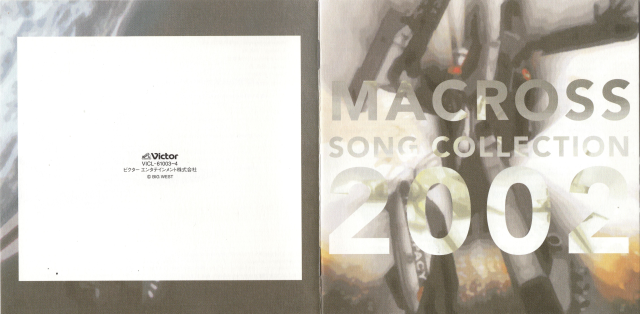 Victor
VICL-61003~4
ビクター エンタテインメント株式会社
© BIG WEST
MACROSS
SONG COLLECTION
2002